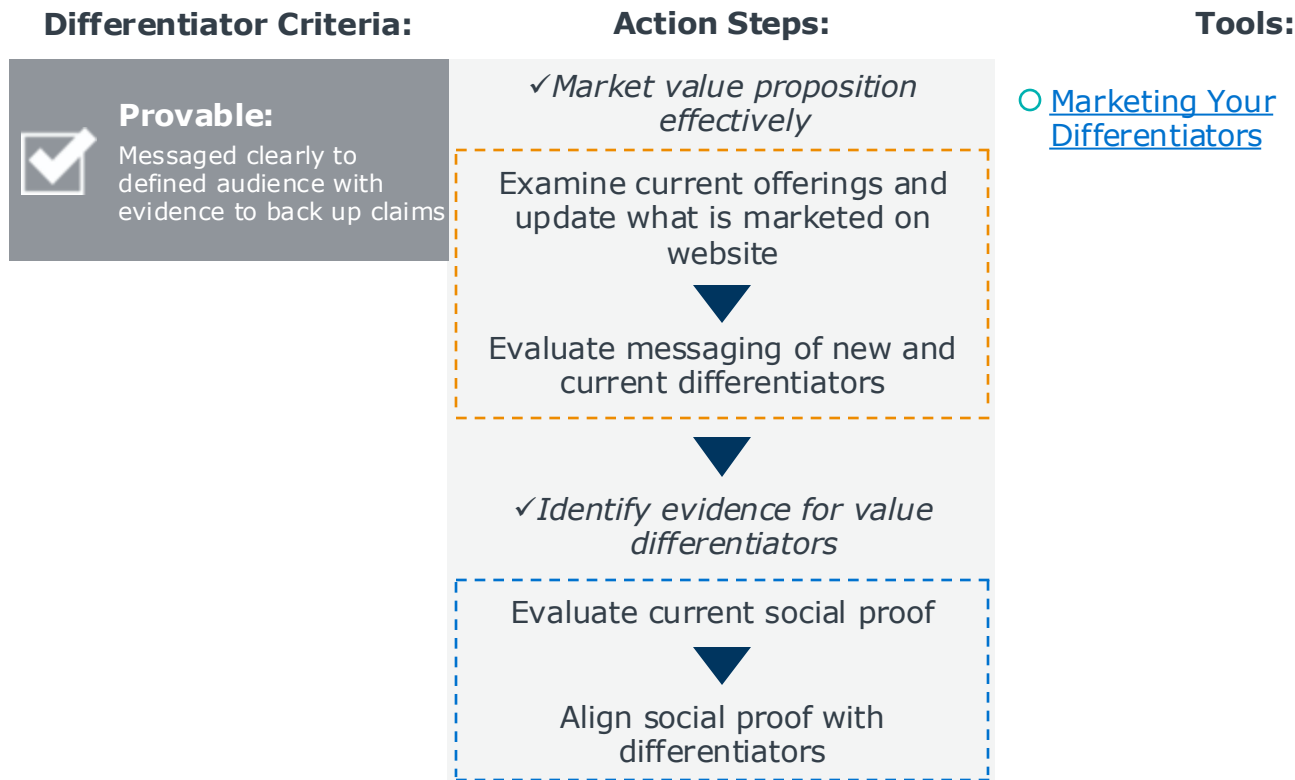 Differentiator Criteria:
Action Steps:
Tools:
Provable:
Messaged clearly to
defined audience with
evidence to back up claims
✓Market value proposition
effectively
Examine current offerings and
update what is marketed on
website
Evaluate messaging of new and
current differentiators
✓Identify evidence for value
differentiators
Evaluate current social proof
Align social proof with
differentiators
Marketing Your
Differentiators